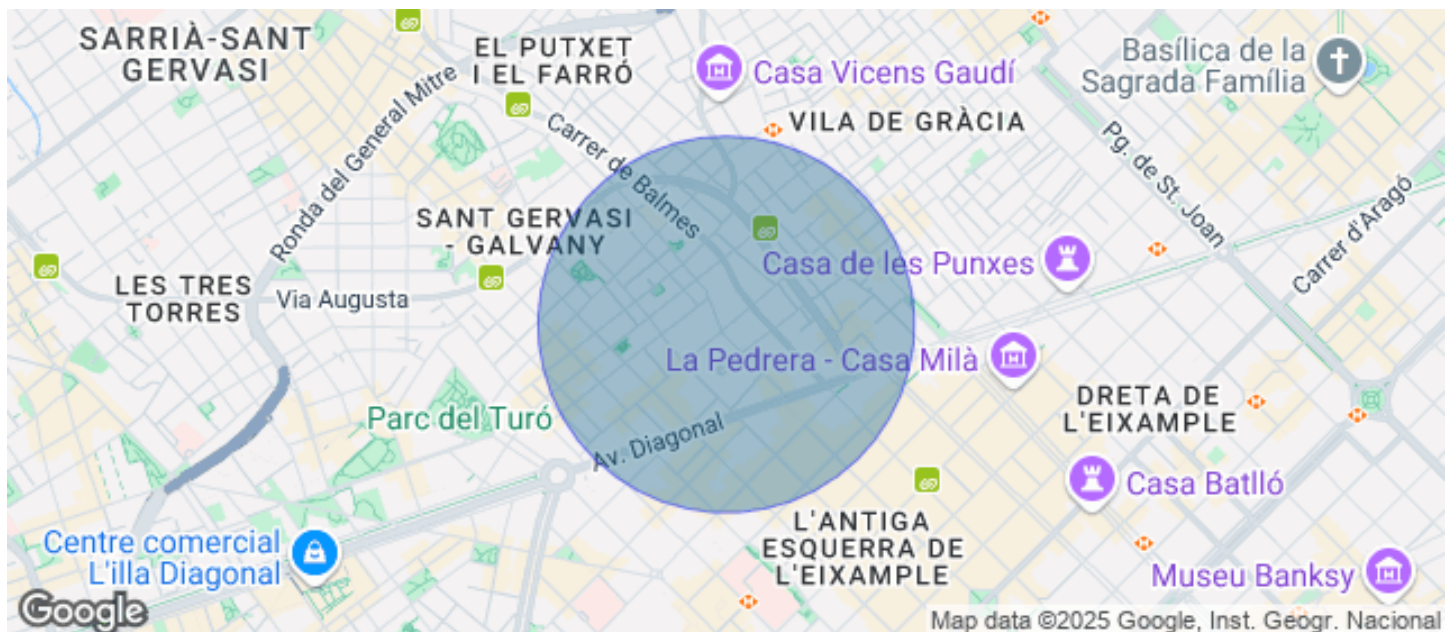 SARRIÀ-SANT
GERVASI
EL PUTXET
I EL FARRÓ
Casa Vicens Gaudí
Basílica de la
Sagrada Família
VILA DE GRÀCIA
Ronda del General Mitre
Carrer de Balmes
Pg. de St. Joan
Carrer d'Aragó
SANT GERVASI
- GALVANY
Casa de les Punxes
LES TRES
TORRES
Via Augusta
La Pedrera - Casa Milà
Parc del Turó
Av. Diagonal
DRETA DE
L'EIXAMPLE
Casa Batlló
L'ANTIGA
ESQUERRA DE
L'EIXAMPLE
Centre comercial
L'illa Diagonal
Museu Banksy
Google
Map data ©2025 Google, Inst. Geogr. Nacional